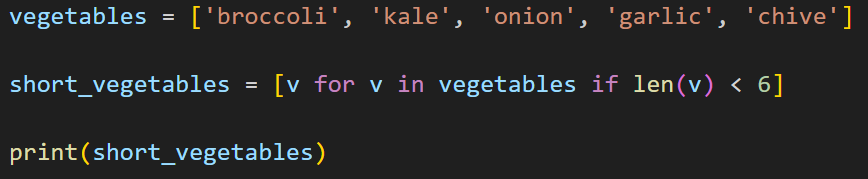 vegetables = ['broccoli', 'kale', 'onion', 'garlic', 'chive']
short_vegetables = [v for v in vegetables if len(v) < 6]
print(short_vegetables)